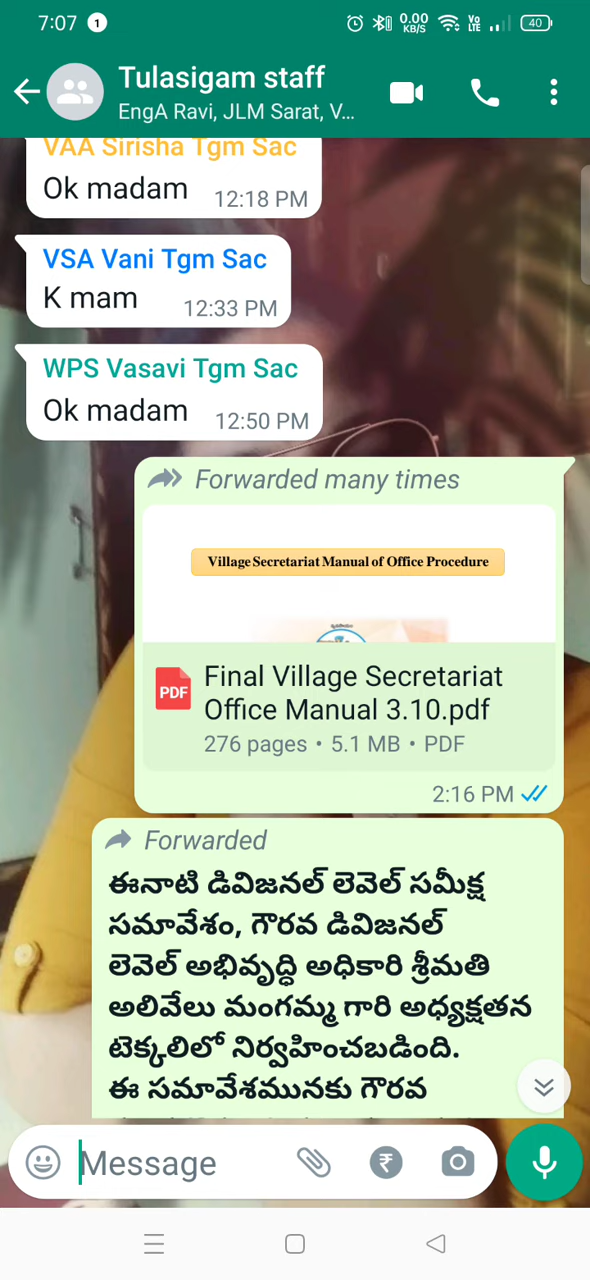 7:07 1 0.00 KB/S Vo LTE 40
Tulasigam staff
EngA Ravi, JLM Sarat, V...
VAA Sirisha Tgm Sac
Ok madam 12:18 PM
VSA Vani Tgm Sac
K mam 12:33 PM
WPS Vasavi Tgm Sac
Ok madam 12:50 PM
Forwarded many times
Village Secretariat Manual of Office Procedure
PDF
Final Village Secretariat
Office Manual 3.10.pdf
276 pages • 5.1 MB • PDF
2:16 PM
Forwarded
ఈనాటి డివిజనల్ లెవెల్ సమీక్ష
సమావేశం, గౌరవ డివిజనల్
లెవెల్ అభివృద్ధి అధికారి శ్రీమతి
అలివేలు మంగమ్మ గారి అధ్యక్షతన
టెక్కలిలో నిర్వహించబడింది.
ఈ సమావేశమునకు గౌరవ
Message